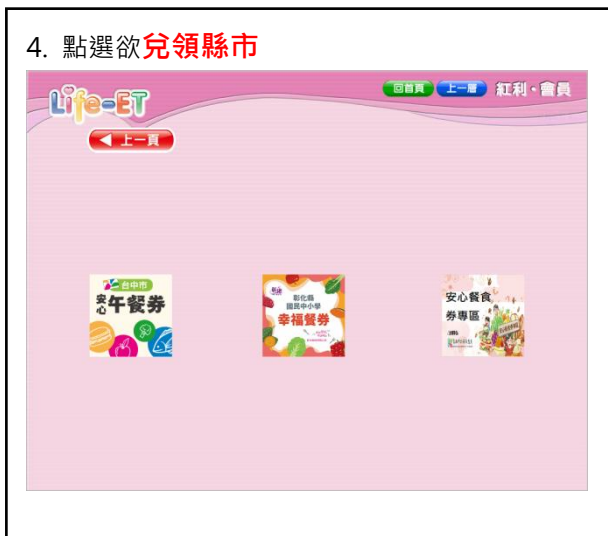 4. 點選欲兌領縣市
Life-ET
回首頁 上一層 紅利·會員
上一頁
台中市
安心午餐券
彰化縣
國民中小學
幸福餐券
安心餐食
券專區